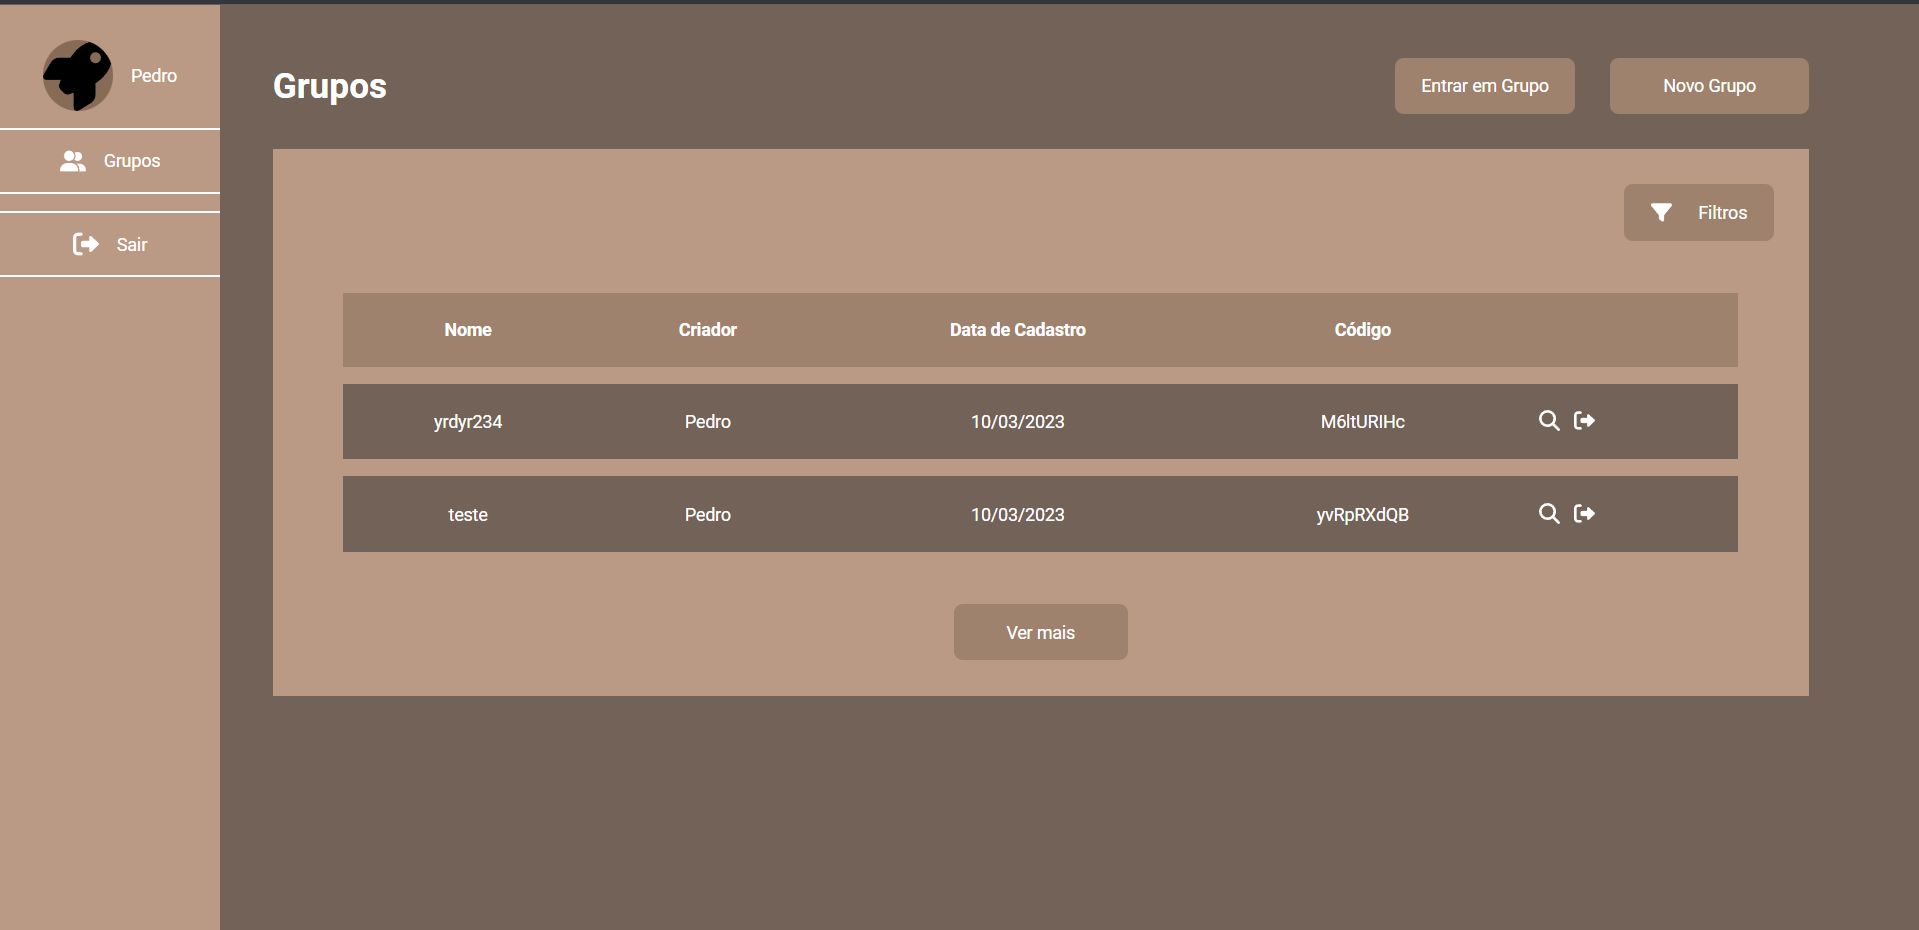 Pedro
Grupos
Sair
Grupos
Entrar em Grupo
Novo Grupo
Filtros
Nome Criador Data de Cadastro Código
yrdyr234 Pedro 10/03/2023 M6ltURIHc
teste Pedro 10/03/2023 yvRpRXdQB
Ver mais